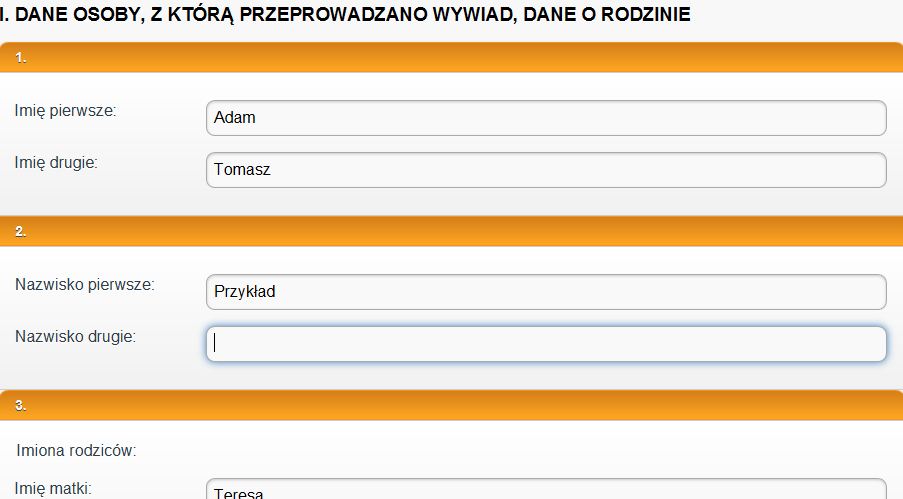 I. DANE OSOBY, Z KTÓRĄ PRZEPROWADZANO WYWIAD, DANE O RODZINIE
1.
Imię pierwsze: Adam
Imię drugie: Tomasz
2.
Nazwisko pierwsze: Przykład
Nazwisko drugie:
3.
Imiona rodziców:
Imię matki: Teresa